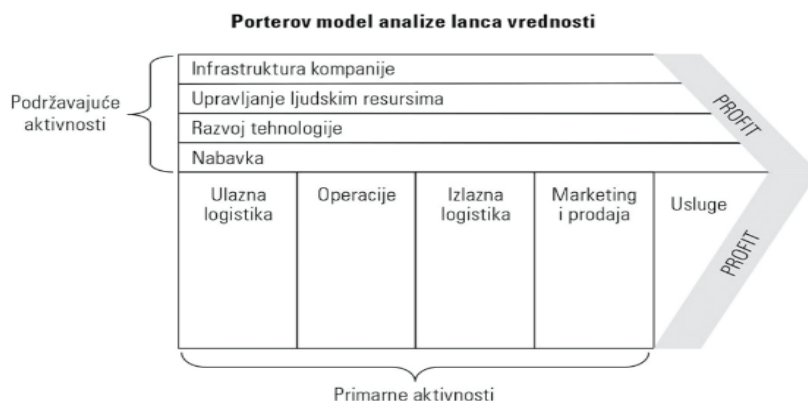 Porterov model analize lanca vrednosti
Podržavajuće
aktivnosti
Infrastruktura kompanije
Upravljanje ljudskim resursima
Razvoj tehnologije
Nabavka
PROFIT
Ulazna
logistika
Operacije
Izlazna
logistika
Marketing
i prodaja
Usluge
PROFIT
Primarne aktivnosti